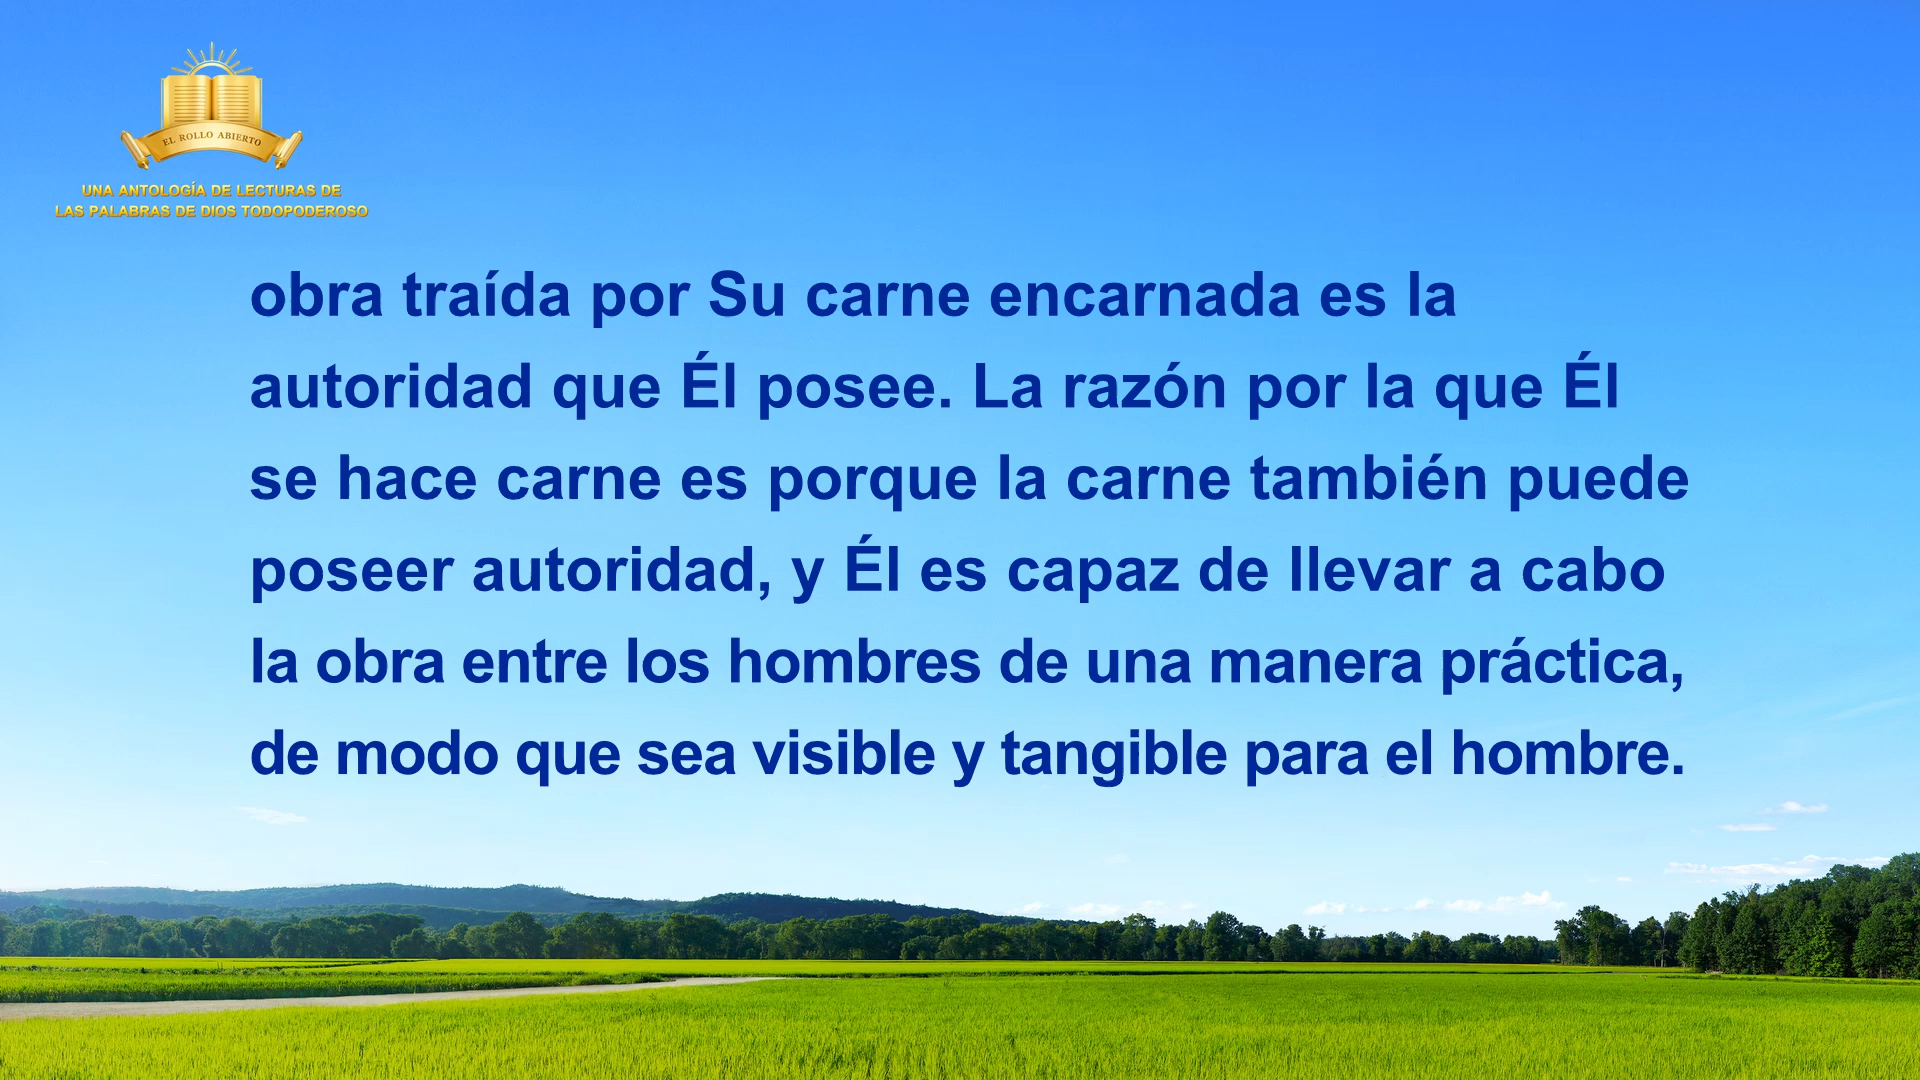 EL ROLLO ABIERTO
UNA ANTOLOGÍA DE LECTURAS DE
LAS PALABRAS DE DIOS TODOPODEROSO
obra traída por Su carne encarnada es la
autoridad que Él posee. La razón por la que Él
se hace carne es porque la carne también puede
poseer autoridad, y Él es capaz de llevar a cabo
la obra entre los hombres de una manera práctica,
de modo que sea visible y tangible para el hombre.